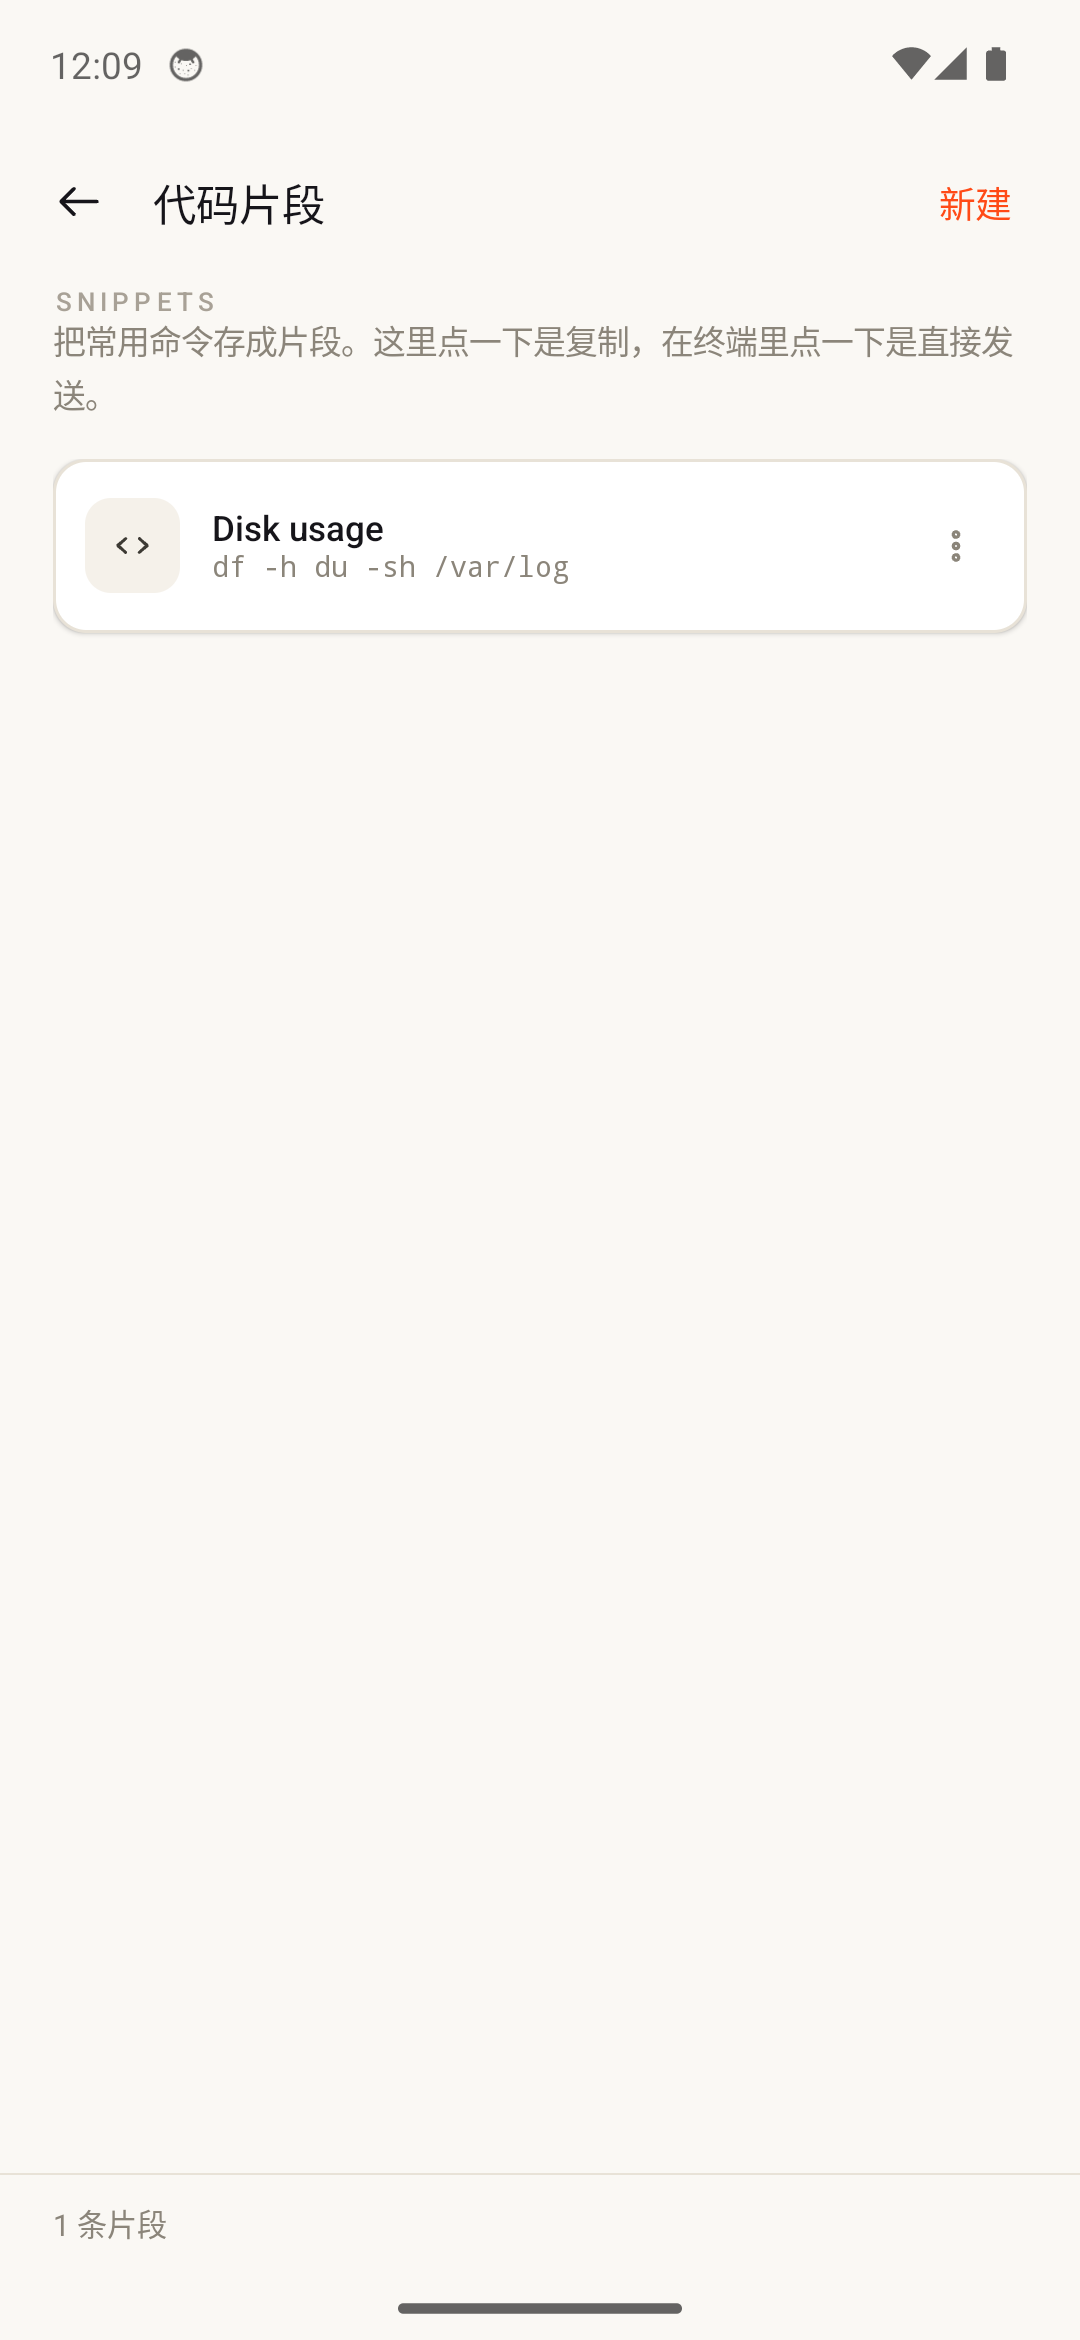 12:09
代码片段
新建
SNIPPETS
把常用命令存成片段。这里点一下是复制，在终端里点一下是直接发
送。
Disk usage
df -h du -sh /var/log
1 条片段